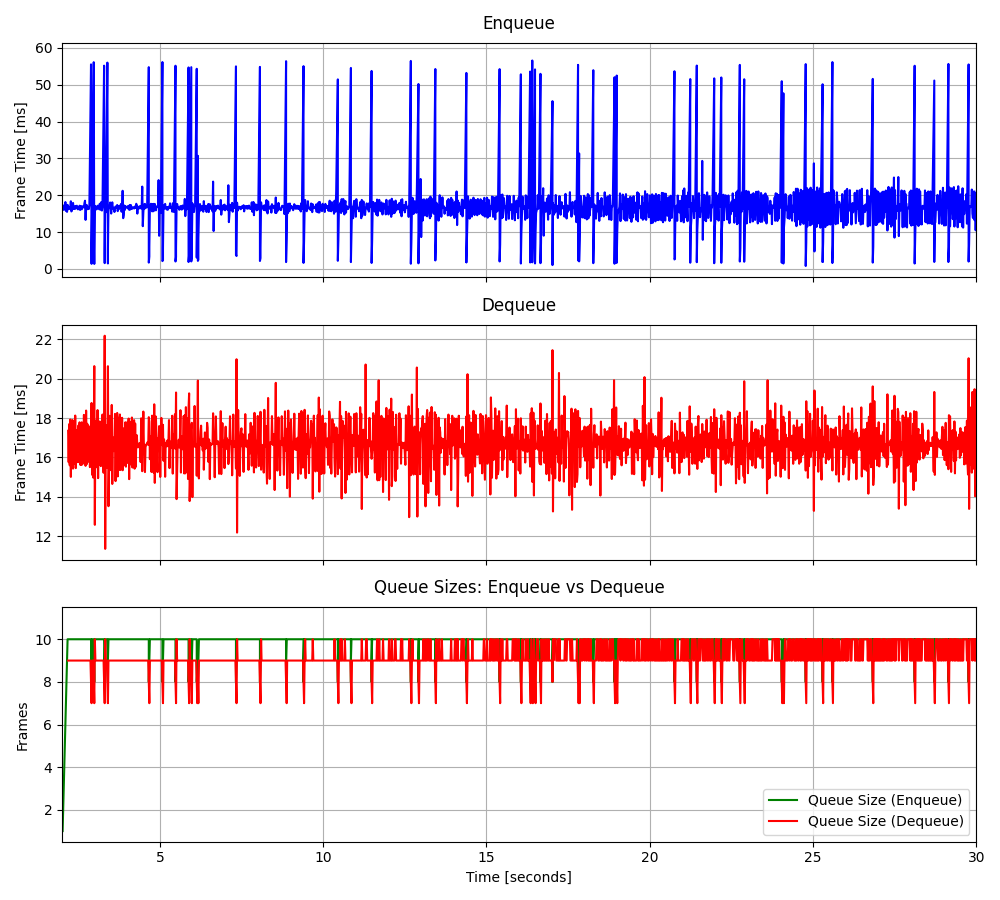 Enqueue
Frame Time [ms]
60
50
40
30
20
10
0
Dequeue
Frame Time [ms]
22
20
18
16
14
12
Queue Sizes: Enqueue vs Dequeue
Frames
10
8
6
4
2
Queue Size (Enqueue)
Queue Size (Dequeue)
5 10 15 20 25 30
Time [seconds]